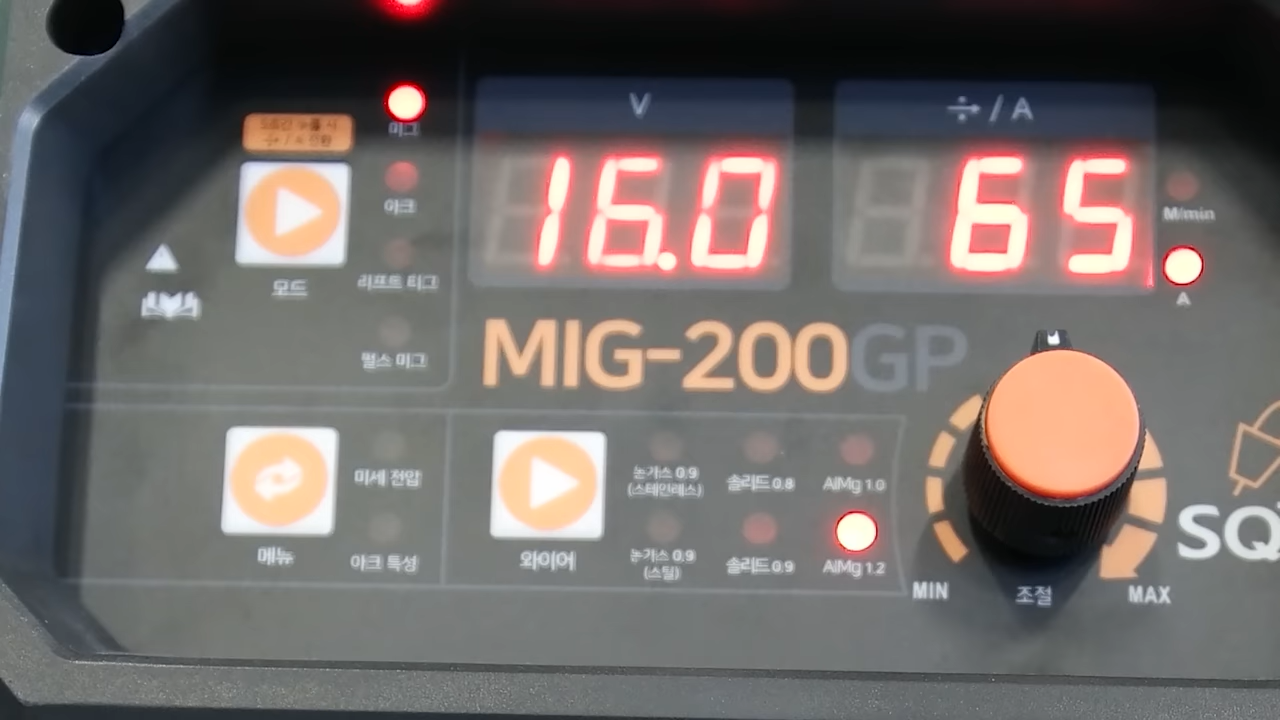 V
÷ / A
미그
아크
리프트 티그
펄스 미그
모드
16.0
65
M/min
A
MIG-200GP
미세 전압
아크 특성
메뉴
와이어
논가스 0.9
(스테인레스)
솔리드 0.8
AlMg 1.0
논가스 0.9
(스틸)
솔리드 0.9
AlMg 1.2
MIN
조절
MAX
SQ